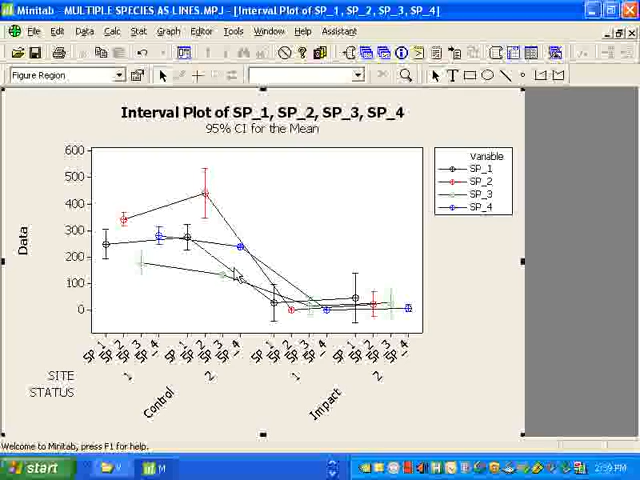 Minitab - MULTIPLE SPECIES AS LINES.MPJ - [Interval Plot of SP_1, SP_2, SP_3, SP_4]
File Edit Data Calc Stat Graph Editor Tools Window Help Assistant
Figure Region
Interval Plot of SP_1, SP_2, SP_3, SP_4
95% CI for the Mean
Variable
SP_1
SP_2
SP_3
SP_4
600
500
400
300
200
100
0
Data
SP_1 SP_2 SP_3 SP_4 SP_1 SP_2 SP_3 SP_4 SP_1 SP_2 SP_3 SP_4 SP_1 SP_2 SP_3 SP_4
SITE 1 2 1 2
STATUS Control Impact
Welcome to Minitab, press F1 for help.
start V M 2:59 PM